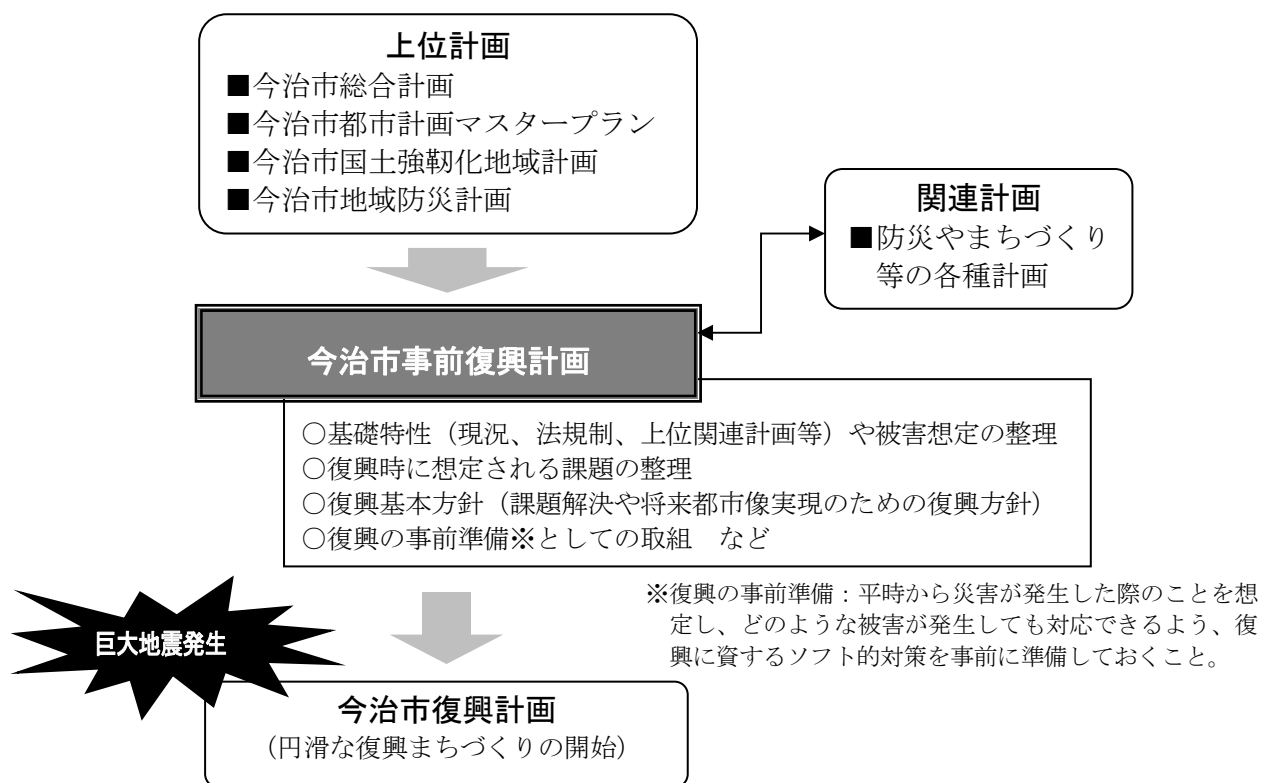 上位計画
■今治市総合計画
■今治市都市計画マスタープラン
■今治市国土強靱化地域計画
■今治市地域防災計画
関連計画
■防災やまちづくり
等の各種計画
今治市事前復興計画
○基礎特性（現況、法規制、上位関連計画等）や被害想定の整理
○復興時に想定される課題の整理
○復興基本方針（課題解決や将来都市像実現のための復興方針）
○復興の事前準備※としての取組　など
※復興の事前準備：平時から災害が発生した際のことを想
定し、どのような被害が発生しても対応できるよう、復
興に資するソフト的対策を事前に準備しておくこと。
巨大地震発生
今治市復興計画
（円滑な復興まちづくりの開始）